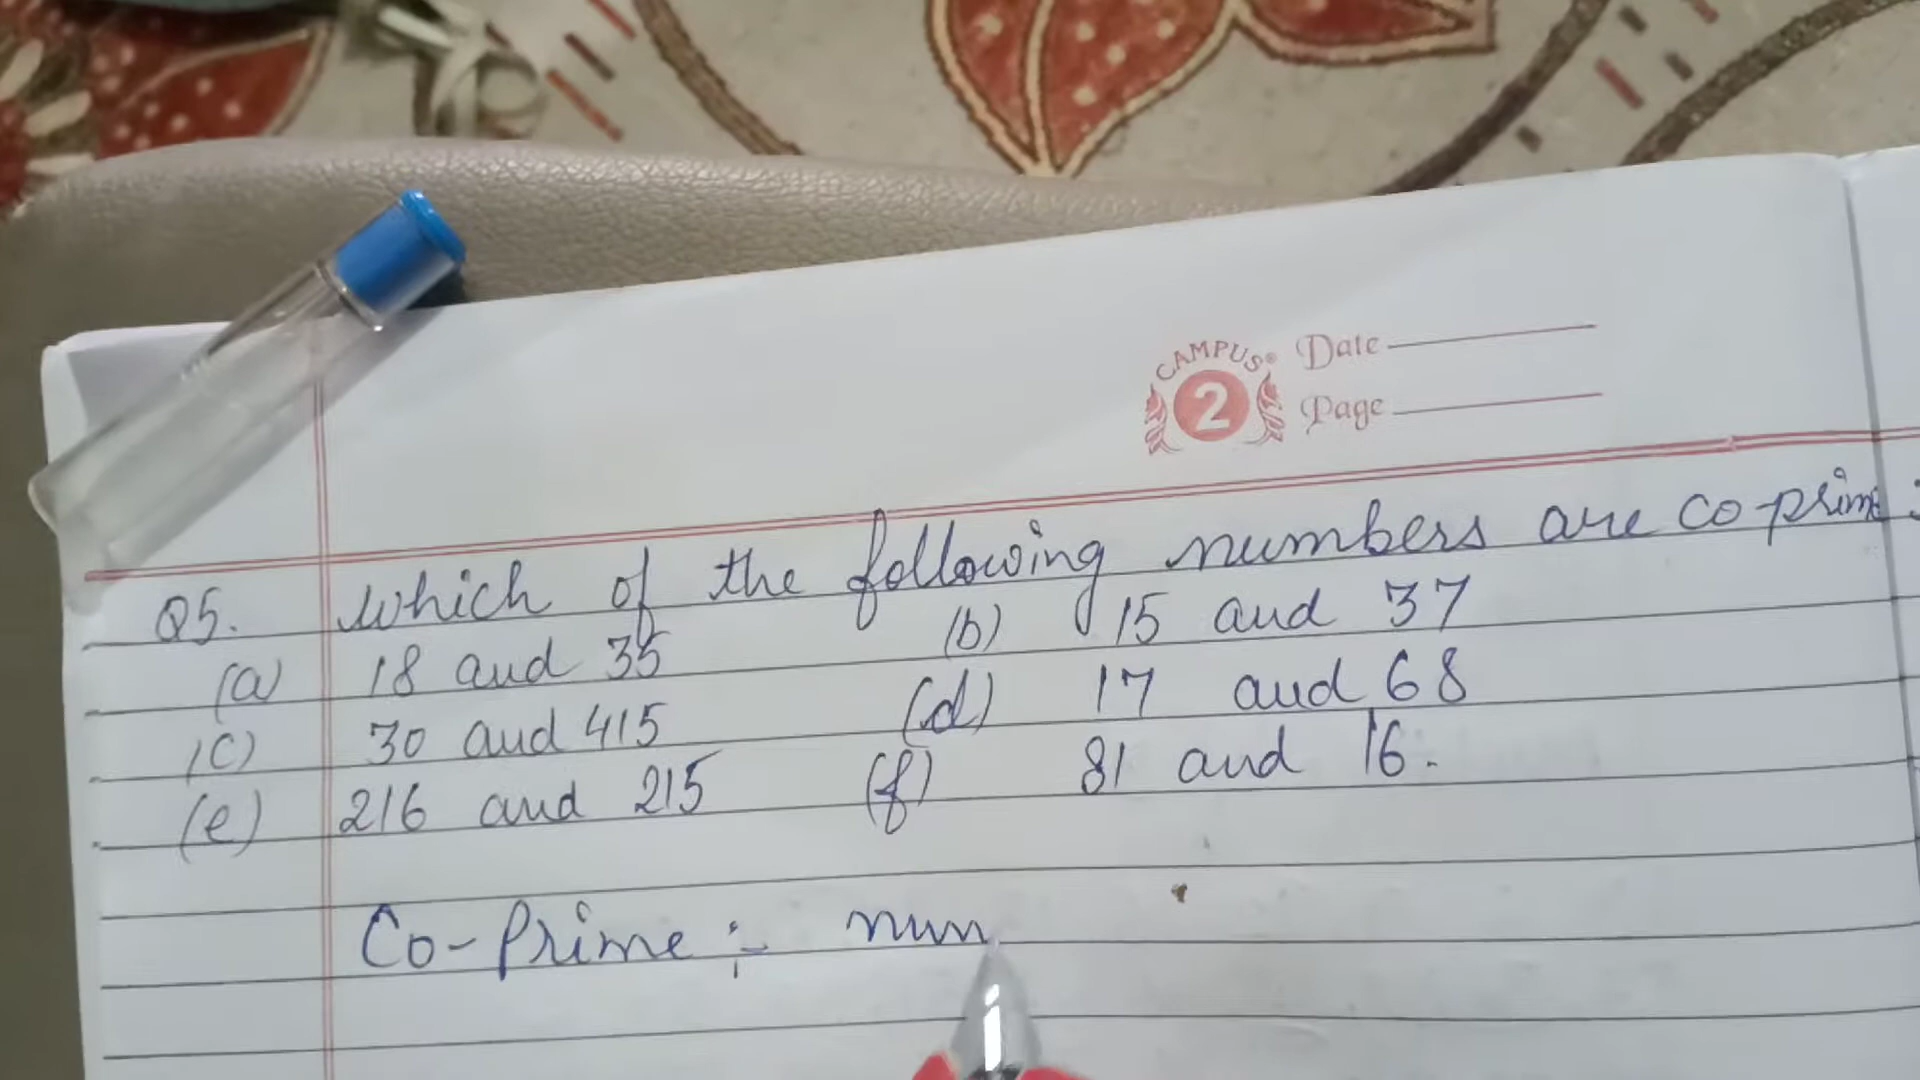 CAMPUS® Date
2 Page
Q5. which of the following numbers are co-prime :
(a) 18 and 35 (b) 15 and 37
(c) 30 and 415 (d) 17 and 68
(e) 216 and 215 (f) 81 and 16.
Co-Prime :- num